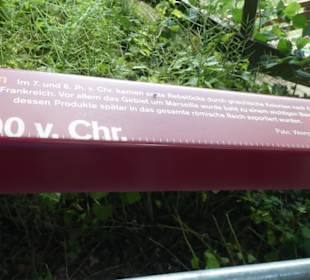 Im 7. und 6. Jh. v. Chr. kamen erste Rebstöcke durch griechische Kolonien nach
Frankreich. Vor allem das Gebiet um Marseille wurde bald zu einem wichtigen
dessen Produkte später in das gesamte römische Reich exportiert wurden.
00 v. Chr.